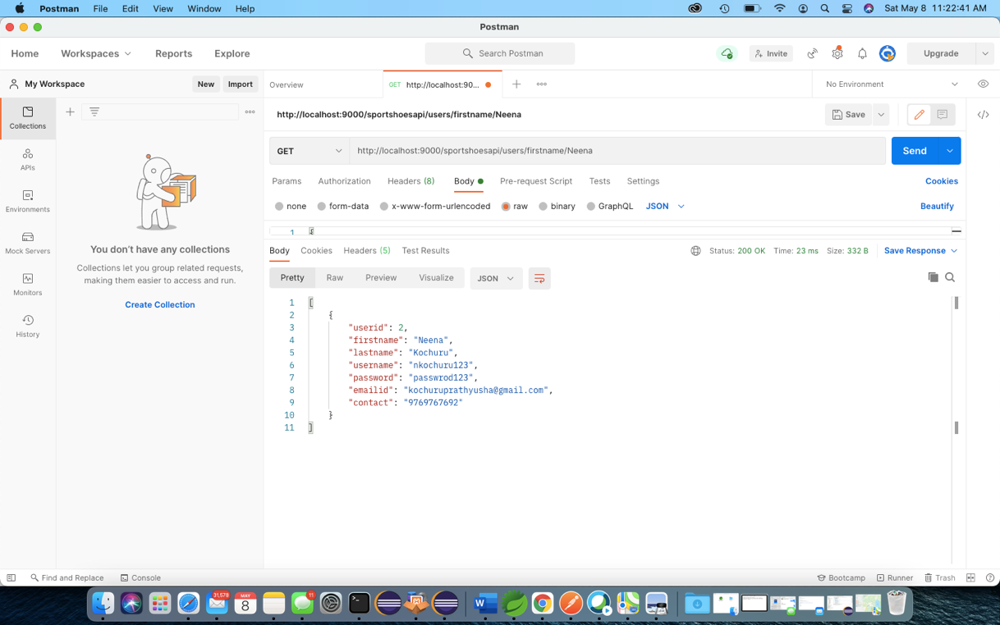 Postman File Edit View Window Help Sat May 8 11:22:41 AM
Postman
Home Workspaces Reports Explore Search Postman Invite Upgrade
My Workspace New Import Overview GET http://localhost:90... No Environment
Collections
http://localhost:9000/sportshoesapi/users/firstname/Neena Save
GET http://localhost:9000/sportshoesapi/users/firstname/Neena Send
APIs
Params Authorization Headers (8) Body Pre-request Script Tests Settings Cookies
Environments
none form-data x-www-form-urlencoded raw binary GraphQL JSON Beautify
1 {
Mock Servers
You don't have any collections
Collections let you group related requests,
making them easier to access and run.
Create Collection
Monitors
History
Body Cookies Headers (5) Test Results Status: 200 OK Time: 23 ms Size: 332 B Save Response
Pretty Raw Preview Visualize JSON
1 [
2 {
3 "userid": 2,
4 "firstname": "Neena",
5 "lastname": "Kochuru",
6 "username": "nkochuru123",
7 "password": "passwrod123",
8 "emailid": "kochuruprathyusha@gmail.com",
9 "contact": "9769767692"
10 }
11 ]
Find and Replace Console Bootcamp Runner Trash
31,578 MAY 8 11 >_ W